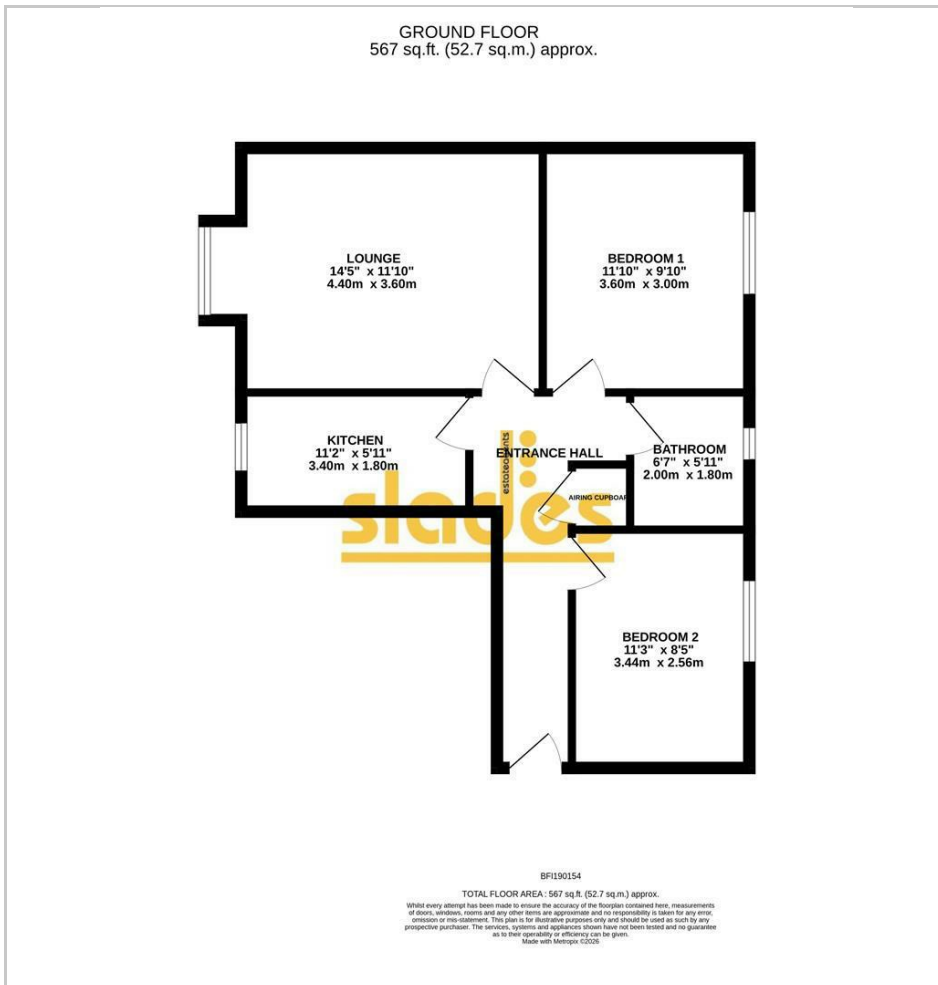 GROUND FLOOR
567 sq.ft. (52.7 sq.m.) approx.
LOUNGE
14'5" x 11'10"
4.40m x 3.60m
BEDROOM 1
11'10" x 9'10"
3.60m x 3.00m
KITCHEN
11'2" x 5'11"
3.40m x 1.80m
ENTRANCE HALL
BATHROOM
6'7" x 5'11"
2.00m x 1.80m
AIRING CUPBOAR
estate agents
slades
BEDROOM 2
11'3" x 8'5"
3.44m x 2.56m
BFI190154
TOTAL FLOOR AREA : 567 sq.ft. (52.7 sq.m.) approx.
Whilst every attempt has been made to ensure the accuracy of the floorplan contained here, measurements
of doors, windows, rooms and any other items are approximate and no responsibility is taken for any error,
omission or mis-statement. This plan is for illustrative purposes only and should be used as such by any
prospective purchaser. The services, systems and appliances shown have not been tested and no guarantee
as to their operability or efficiency can be given.
Made with Metropix ©2026